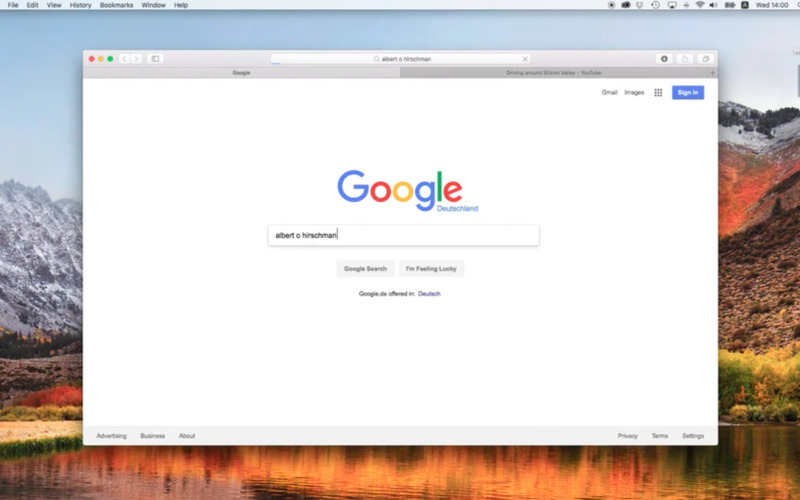 File Edit View History Bookmarks Window Help
Wed 14:00
albert o hirschman
Google
Driving around Silicon Valley - YouTube
Gmail Images
Sign in
Google
Deutschland
albert o hirschman
Google Search I'm Feeling Lucky
Google.de offered in: Deutsch
Advertising Business About Privacy Terms Settings